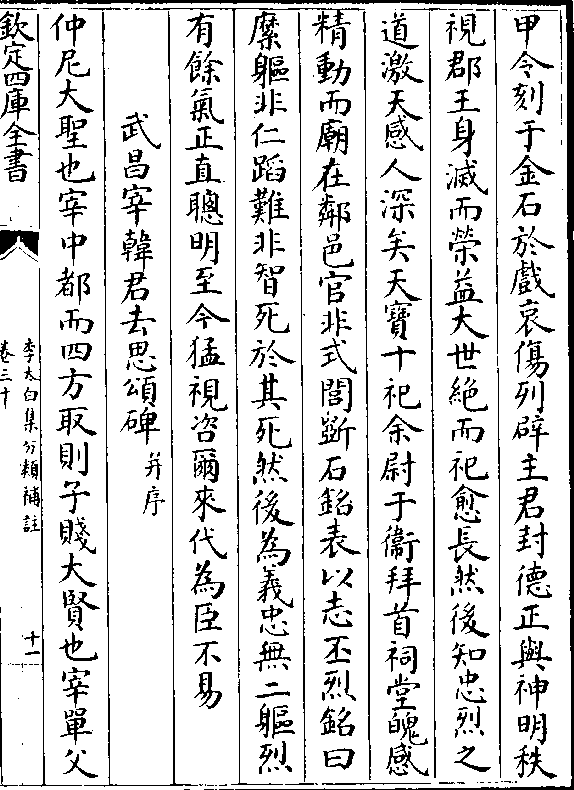 甲令刻于金石於戲哀傷列辟主君封德正與神明秩
視郡王身滅而榮益大世絶而祀愈長然後知忠烈之
道激天感人深矣天寳十祀余尉于衞拜首祠堂魄感
精動而廟在鄰邑官非式閭斵石銘表以志丕烈銘曰
縻軀非仁蹈難非智死於其死然後為義忠無二軀烈
有餘氣正直聰明至今猛視咨爾來代為臣不易
武昌宰韓君去思頌碑 并序
仲尼大聖也宰中都而四方取則子賤大賢也宰單父
欽定四庫全書
李太白集分類補註
卷三十
十一